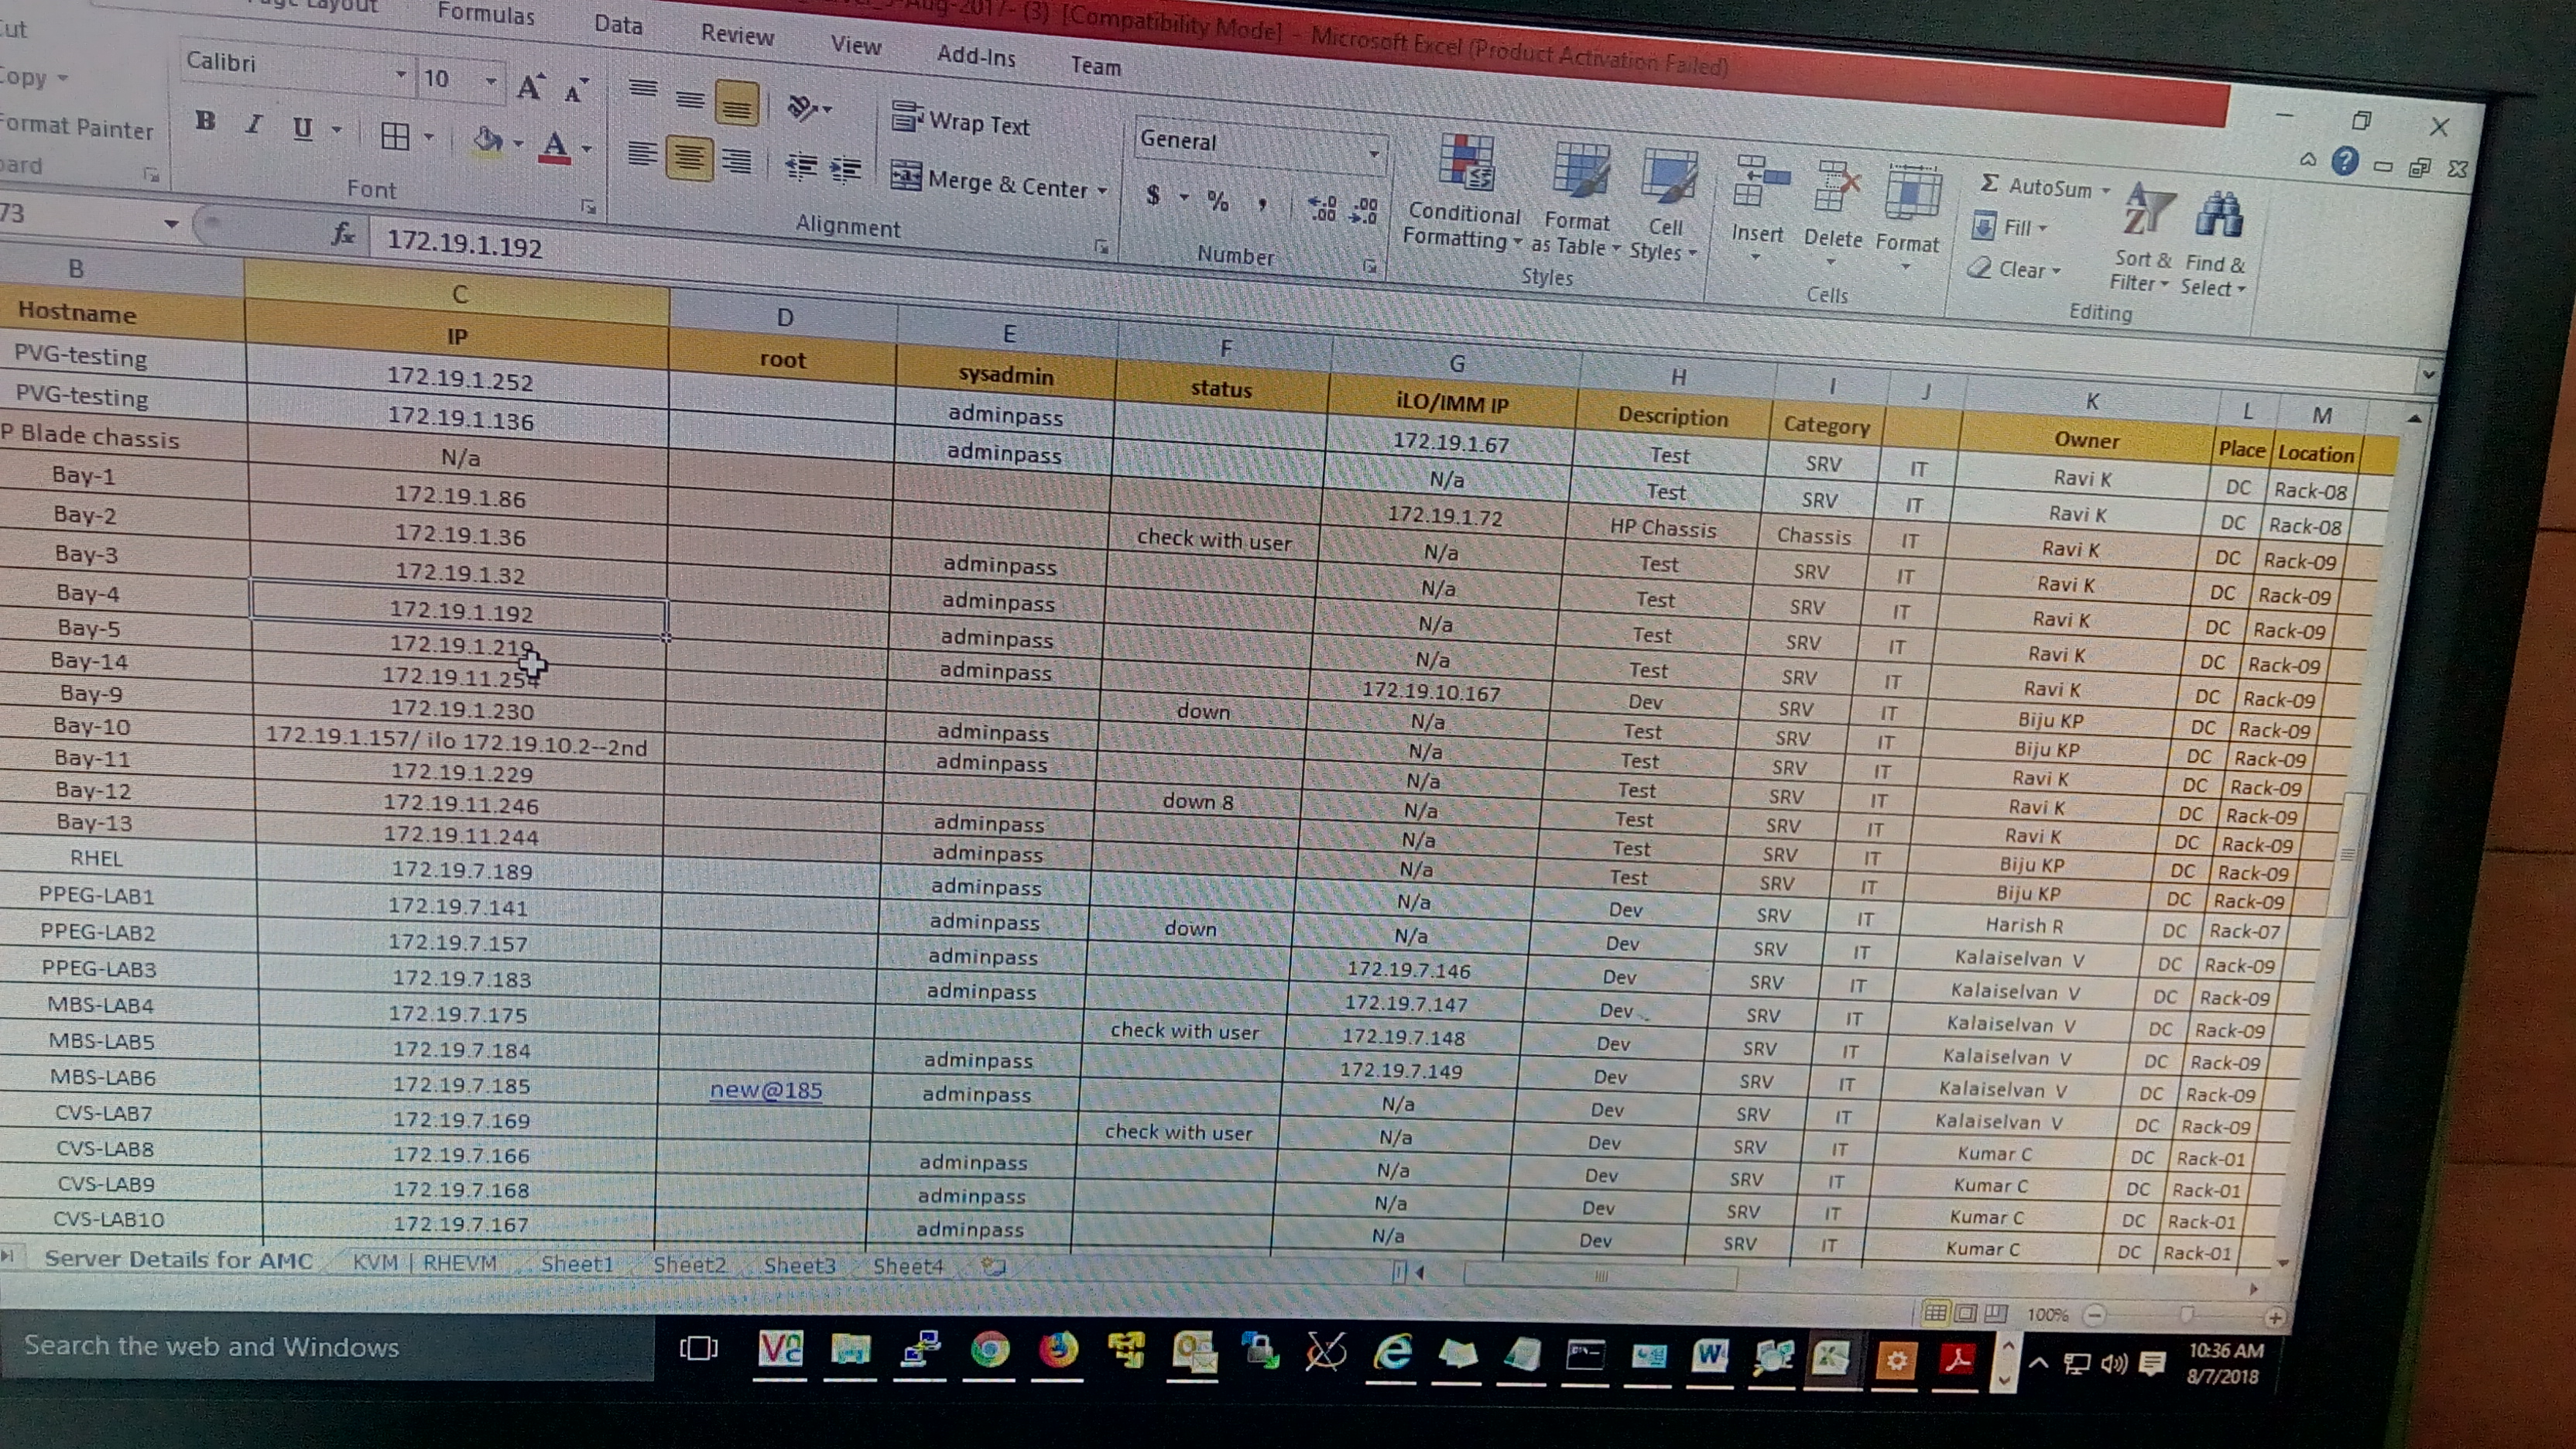 -Aug-2017- (3) [Compatibility Mode] - Microsoft Excel (Product Activation Failed)
Layout Formulas Data Review View Add-Ins Team
Calibri 10 Wrap Text General AutoSum
Format Painter B I U Merge & Center $ % , Conditional Formatting Format as Table Cell Styles Insert Delete Format Fill Clear Sort & Filter Find & Select
Font Alignment Number Styles Cells Editing
73 fx 172.19.1.192
B C D E F G H I J K L M
Hostname IP root sysadmin status iLO/IMM IP Description Category Owner Place Location
PVG-testing 172.19.1.252 adminpass 172.19.1.67 Test SRV IT Ravi K DC Rack-08
PVG-testing 172.19.1.136 adminpass N/a Test SRV IT Ravi K DC Rack-08
P Blade chassis N/a 172.19.1.72 HP Chassis Chassis IT Ravi K DC Rack-09
Bay-1 172.19.1.86 check with user N/a Test SRV IT Ravi K DC Rack-09
Bay-2 172.19.1.36 adminpass N/a Test SRV IT Ravi K DC Rack-09
Bay-3 172.19.1.32 adminpass N/a Test SRV IT Ravi K DC Rack-09
Bay-4 172.19.1.192 adminpass N/a Test SRV IT Ravi K DC Rack-09
Bay-5 172.19.1.219 adminpass 172.19.10.167 Dev SRV IT Biju KP DC Rack-09
Bay-14 172.19.11.254 down N/a Test SRV IT Biju KP DC Rack-09
Bay-9 172.19.1.230 adminpass N/a Test SRV IT Ravi K DC Rack-09
Bay-10 172.19.1.157/ ilo 172.19.10.2--2nd adminpass N/a Test SRV IT Ravi K DC Rack-09
Bay-11 172.19.1.229 down 8 N/a Test SRV IT Ravi K DC Rack-09
Bay-12 172.19.11.246 adminpass N/a Test SRV IT Biju KP DC Rack-09
Bay-13 172.19.11.244 adminpass N/a Test SRV IT Biju KP DC Rack-09
RHEL 172.19.7.189 adminpass N/a Dev SRV IT Harish R DC Rack-07
PPEG-LAB1 172.19.7.141 adminpass down N/a Dev SRV IT Kalaiselvan V DC Rack-09
PPEG-LAB2 172.19.7.157 adminpass 172.19.7.146 Dev SRV IT Kalaiselvan V DC Rack-09
PPEG-LAB3 172.19.7.183 adminpass 172.19.7.147 Dev SRV IT Kalaiselvan V DC Rack-09
MBS-LAB4 172.19.7.175 check with user 172.19.7.148 Dev SRV IT Kalaiselvan V DC Rack-09
MBS-LAB5 172.19.7.184 adminpass 172.19.7.149 Dev SRV IT Kalaiselvan V DC Rack-09
MBS-LAB6 172.19.7.185 new@185 adminpass N/a Dev SRV IT Kalaiselvan V DC Rack-09
CVS-LAB7 172.19.7.169 check with user N/a Dev SRV IT Kumar C DC Rack-01
CVS-LAB8 172.19.7.166 adminpass N/a Dev SRV IT Kumar C DC Rack-01
CVS-LAB9 172.19.7.168 adminpass N/a Dev SRV IT Kumar C DC Rack-01
CVS-LAB10 172.19.7.167 adminpass N/a Dev SRV IT Kumar C DC Rack-01
Server Details for AMC KVM | RHEVM Sheet1 Sheet2 Sheet3 Sheet4
100%
Search the web and Windows
10:36 AM
8/7/2018